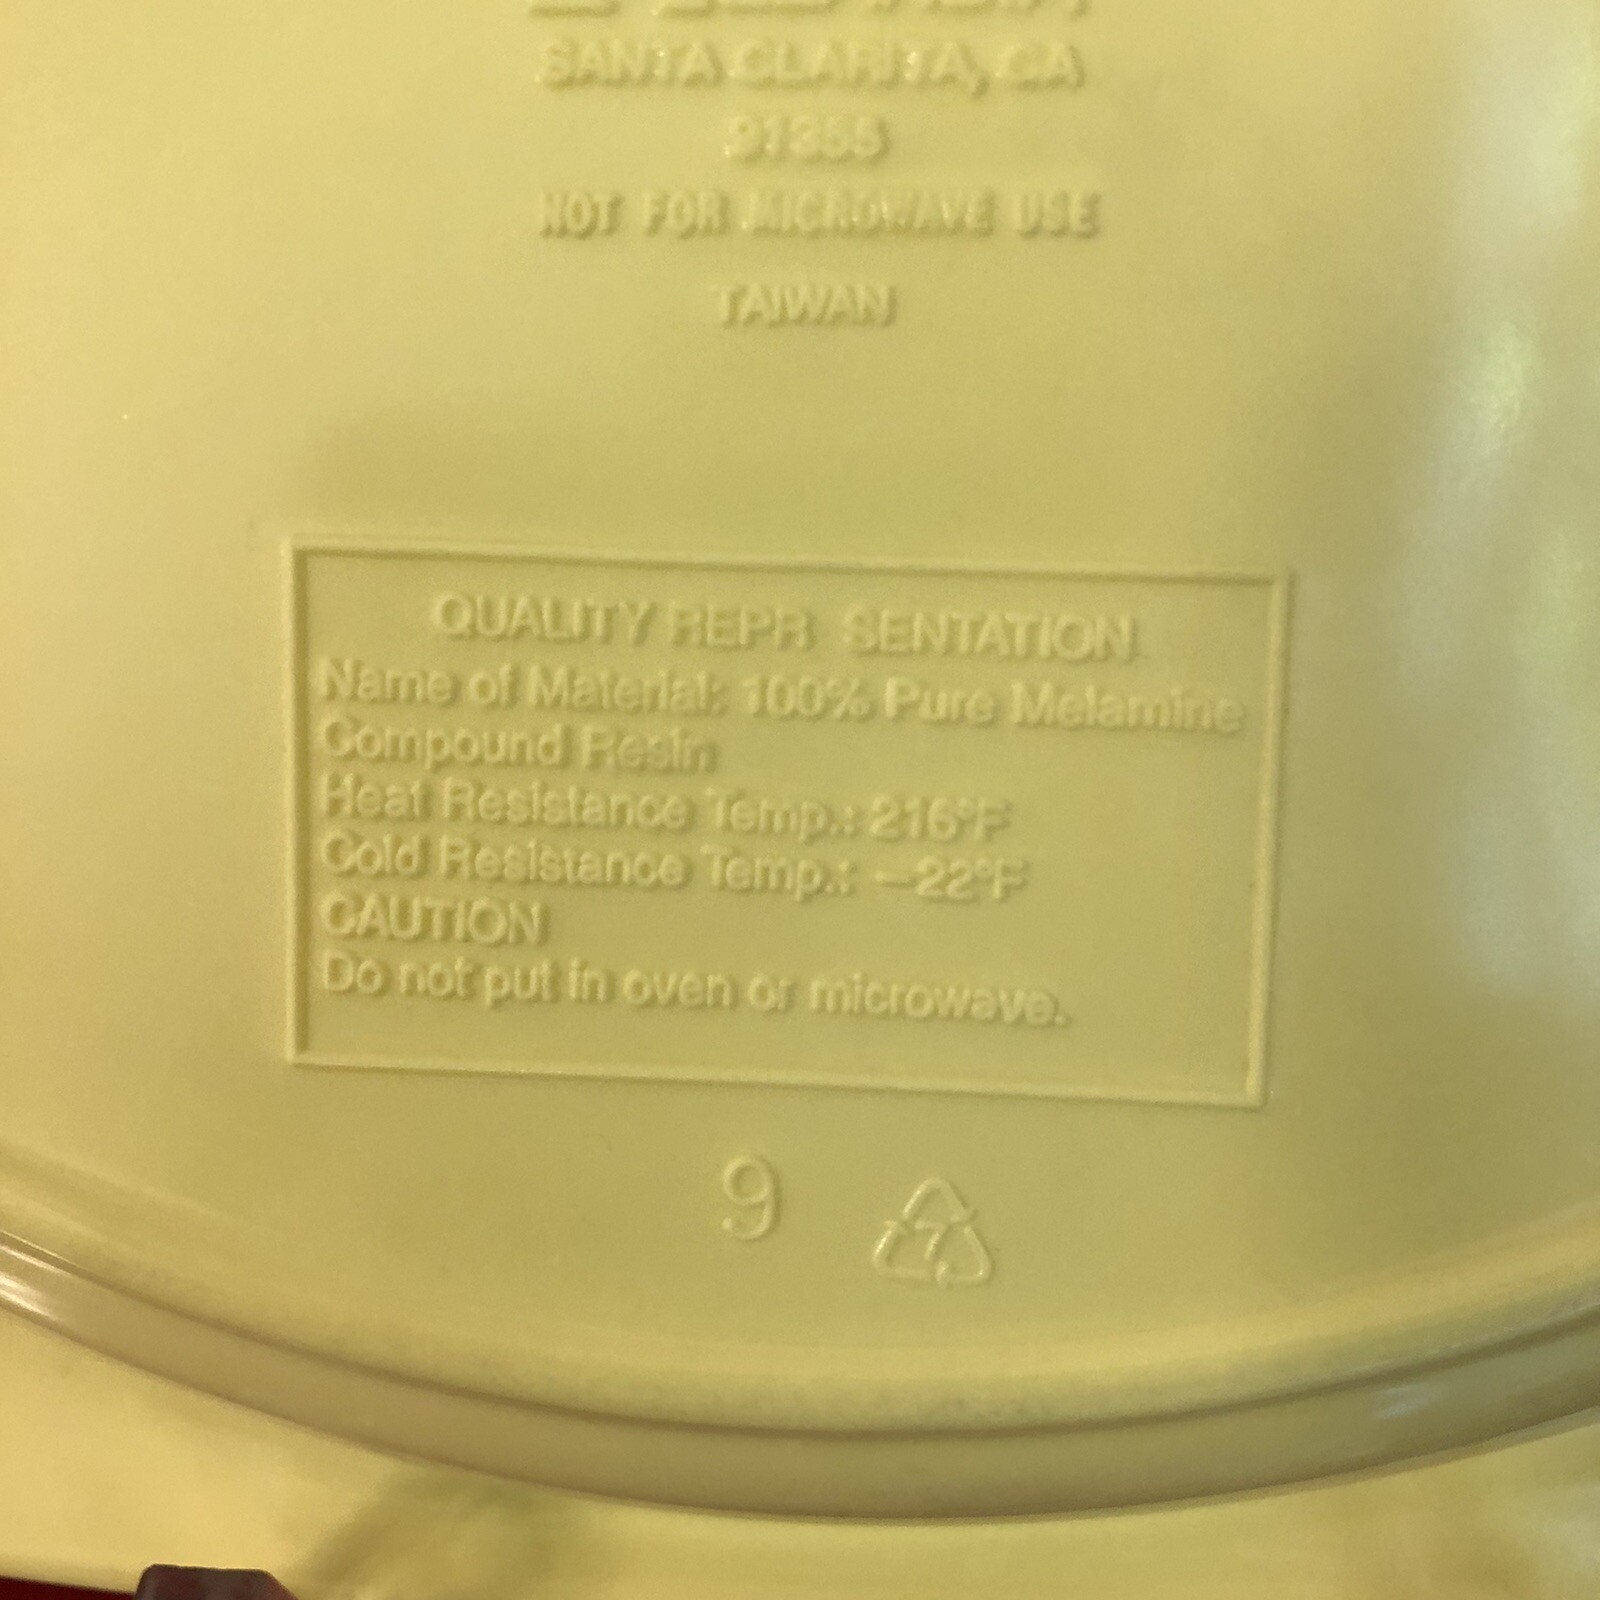 SANTA CLARITA, CA
91355
NOT FOR MICROWAVE USE
TAIWAN
QUALITY REPR SENTATION
Name of Material: 100% Pure Melamine
Compound Resin
Heat Resistance Temp.: 216°F
Cold Resistance Temp.: −22°F
CAUTION
Do not put in oven or microwave.
9 7